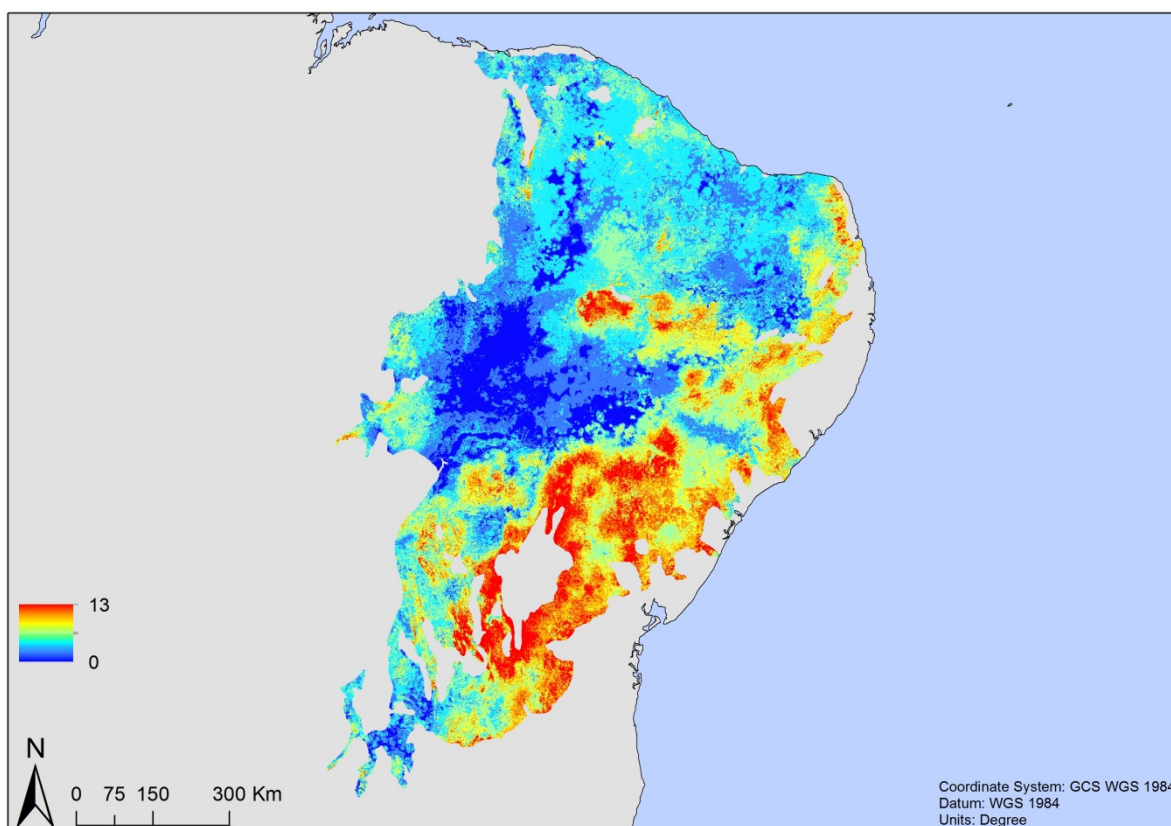 13
0
N
0 75 150 300 Km
Coordinate System: GCS WGS 1984
Datum: WGS 1984
Units: Degree